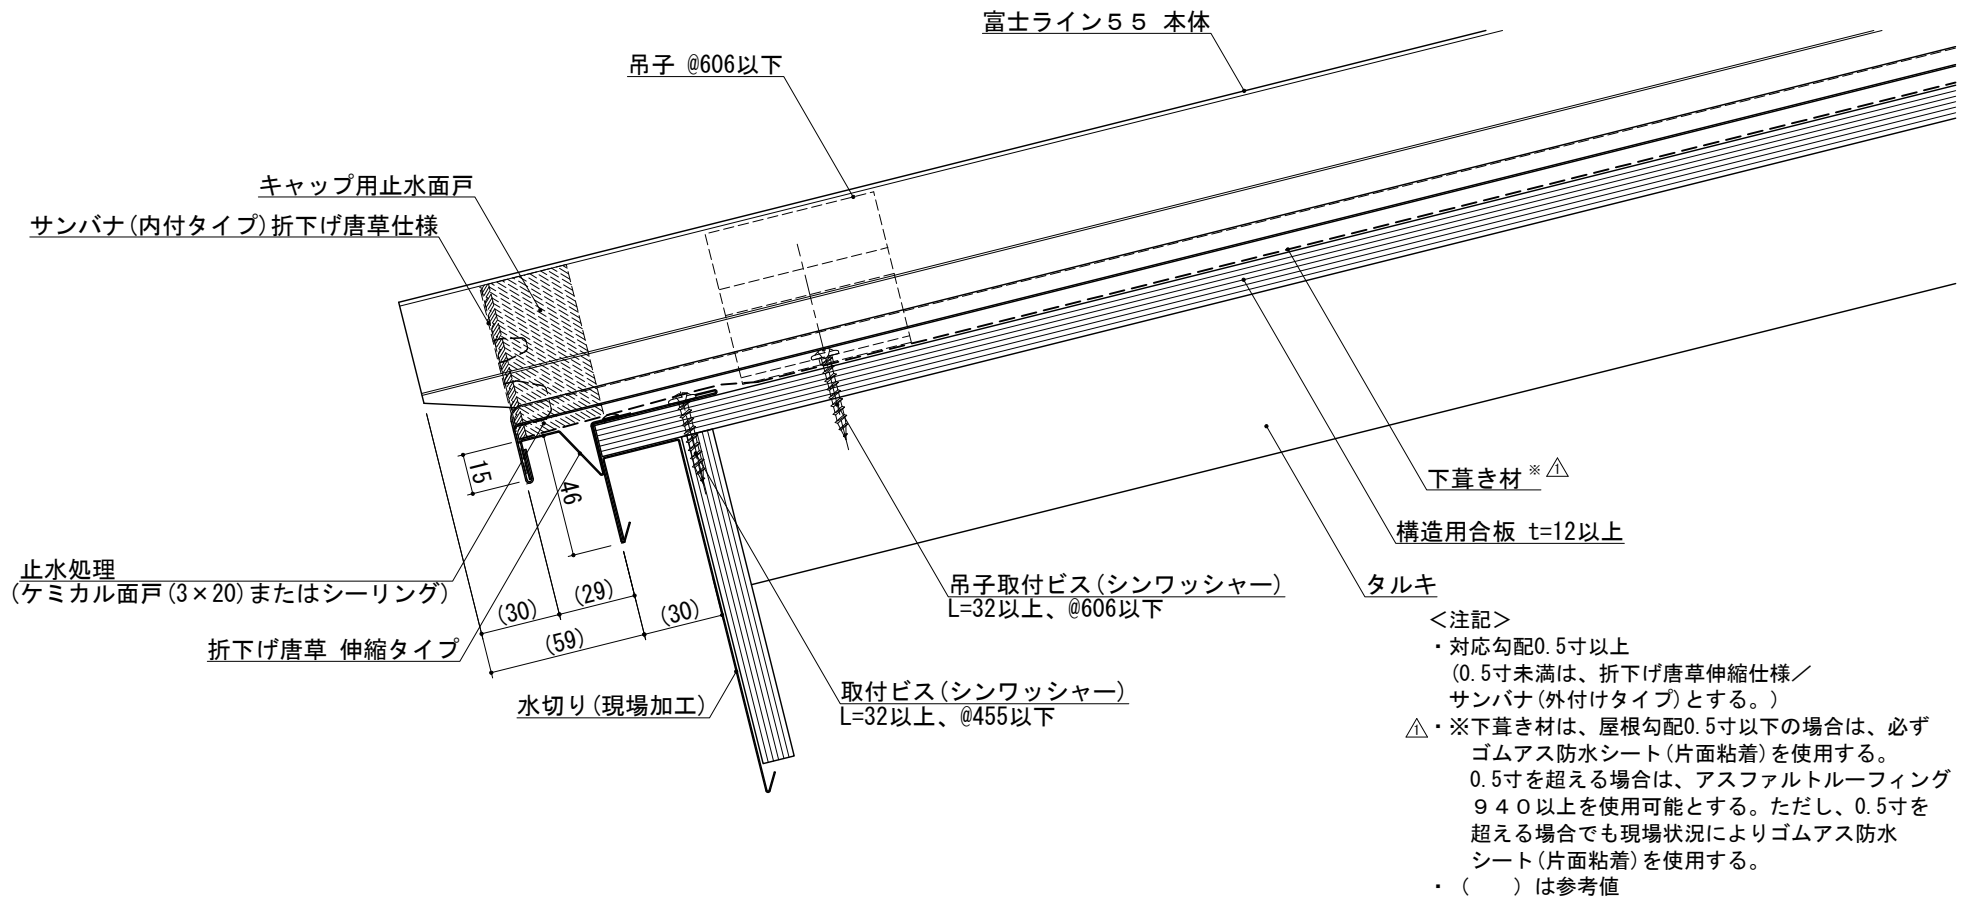 富士ライン５５ 本体
吊子 @606以下
キャップ用止水面戸
サンバナ(内付タイプ)折下げ唐草仕様
15
46
下葺き材 ※ 1
構造用合板 t=12以上
止水処理
(ケミカル面戸(3×20)またはシーリング)
吊子取付ビス(シンワッシャー)
L=32以上、@606以下
タルキ
(30)
(29)
(59)
(30)
折下げ唐草 伸縮タイプ
取付ビス(シンワッシャー)
L=32以上、@455以下
水切り(現場加工)
＜注記＞
・対応勾配0.5寸以上
(0.5寸未満は、折下げ唐草伸縮仕様／
サンバナ(外付けタイプ)とする。)
1・※下葺き材は、屋根勾配0.5寸以下の場合は、必ず
ゴムアス防水シート(片面粘着)を使用する。
0.5寸を超える場合は、アスファルトルーフィング
９４０以上を使用可能とする。ただし、0.5寸を
超える場合でも現場状況によりゴムアス防水
シート(片面粘着)を使用する。
・（　　）は参考値